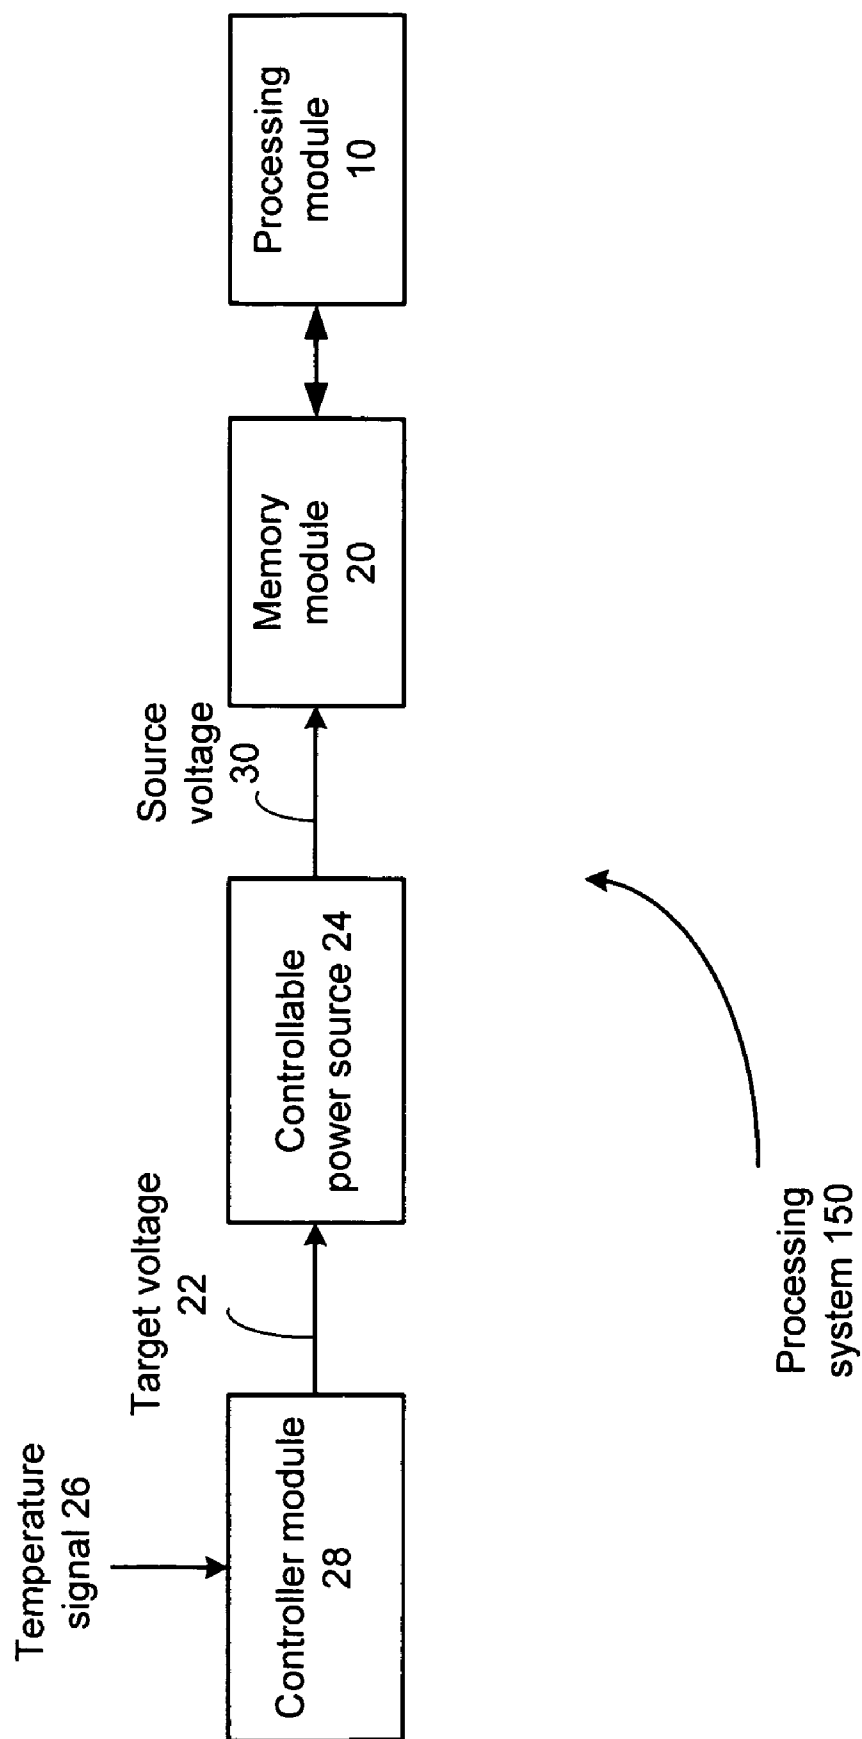 Temperature
signal 26
Controller module
28
Target voltage
22
Controllable
power source 24
Source
voltage
30
Memory
module
20
Processing
module
10
Processing
system 150